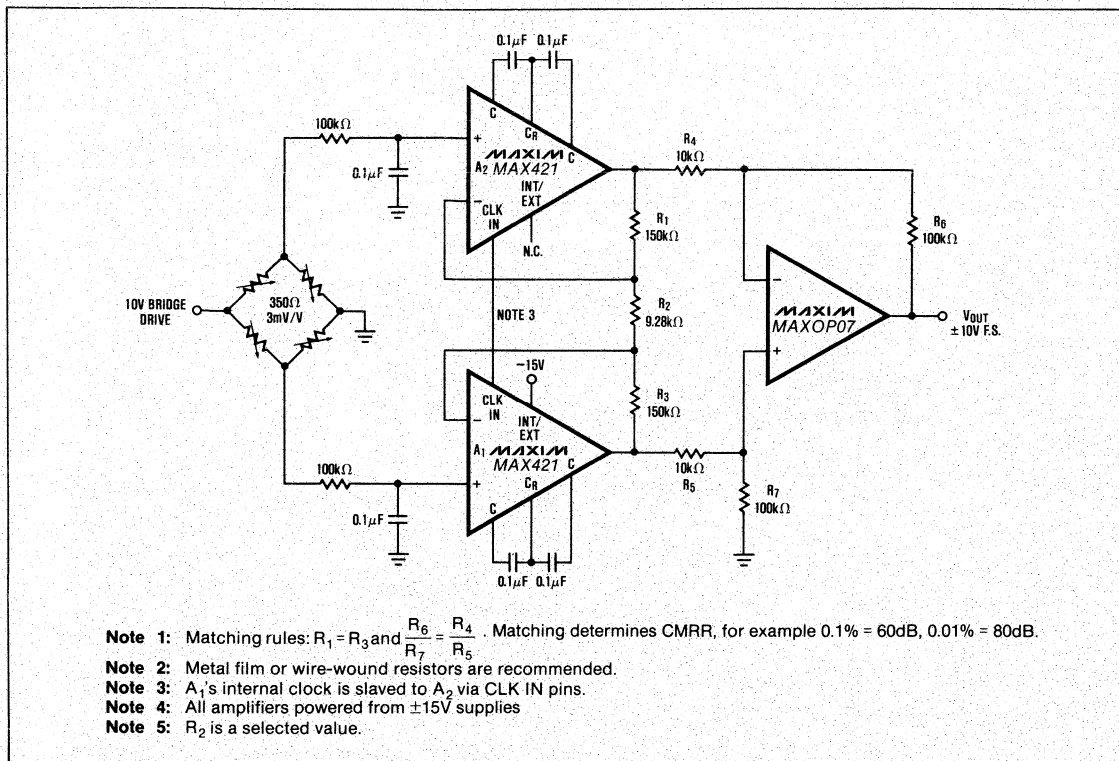 0.1µF 0.1µF
C
CR
C
100kΩ
+
MAXIM
A2 MAX421
INT/
EXT
−
CLK
IN
N.C.
0.1µF
R4
10kΩ
R1
150kΩ
R6
100kΩ
10V BRIDGE
DRIVE
350Ω
3mV/V
NOTE 3
R2
9.28kΩ
−
MAXIM
MAXOP07
+
VOUT
±10V F.S.
−15V
CLK
IN
INT/
EXT
−
A1 MAXIM
MAX421
+
C
CR
C
R3
150kΩ
10kΩ
R5
R7
100kΩ
100kΩ
0.1µF
0.1µF 0.1µF
Note 1: Matching rules: R1 = R3 and R6/R7 = R4/R5 . Matching determines CMRR, for example 0.1% = 60dB, 0.01% = 80dB.
Note 2: Metal film or wire-wound resistors are recommended.
Note 3: A1's internal clock is slaved to A2 via CLK IN pins.
Note 4: All amplifiers powered from ±15V supplies
Note 5: R2 is a selected value.